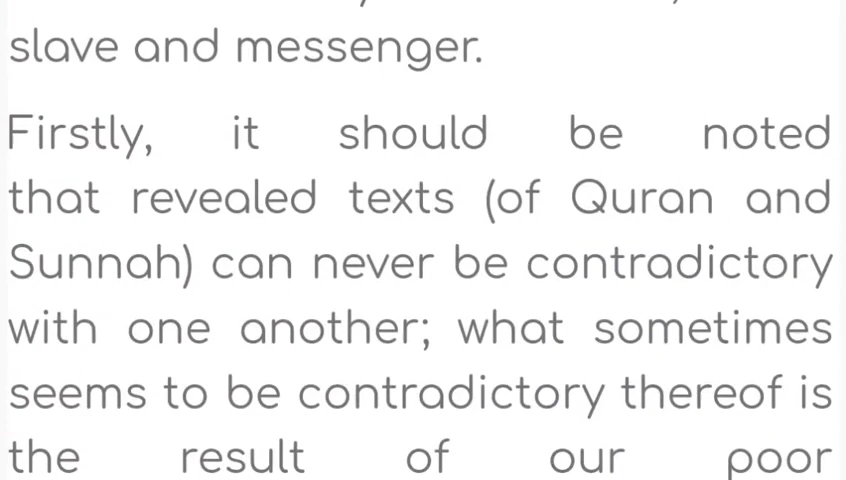 slave and messenger.
Firstly, it should be noted
that revealed texts (of Quran and
Sunnah) can never be contradictory
with one another; what sometimes
seems to be contradictory thereof is
the result of our poor